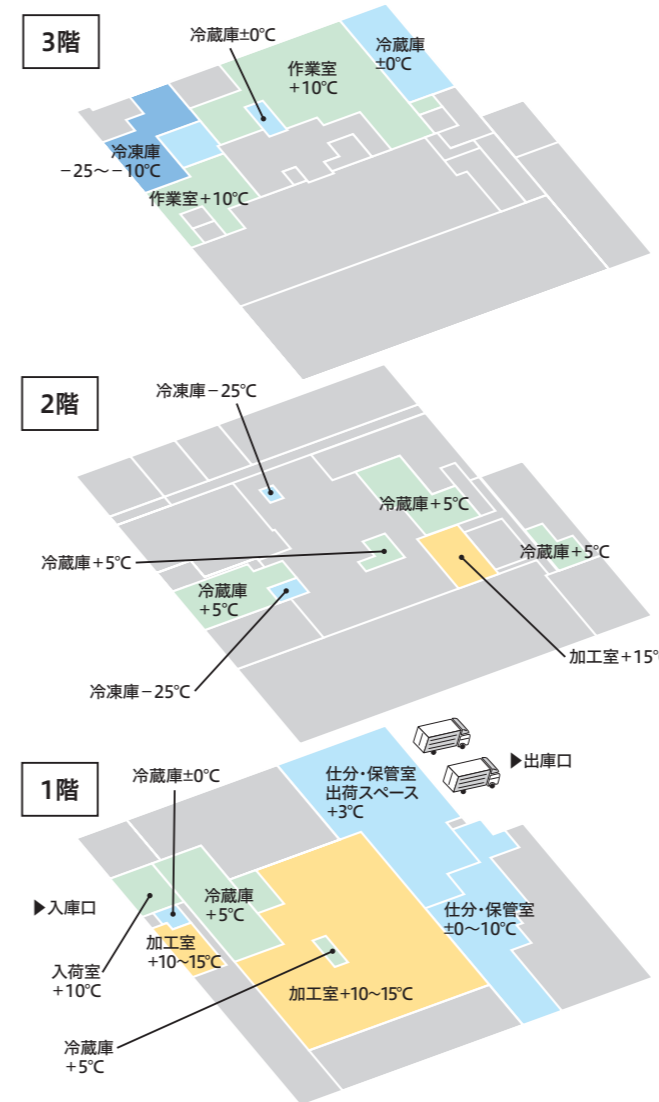 3階
冷蔵庫±0℃
冷蔵庫
±0℃
作業室
+10℃
冷凍庫
−25〜−10℃
作業室+10℃
2階
冷凍庫−25℃
冷蔵庫+5℃
冷蔵庫+5℃
冷蔵庫+5℃
冷蔵庫
+5℃
加工室+15℃
冷凍庫−25℃
1階
冷蔵庫±0℃
仕分・保管室
出荷スペース
+3℃
▶出庫口
▶入庫口
冷蔵庫
+5℃
仕分・保管室
±0〜10℃
加工室
+10〜15℃
入荷室
+10℃
加工室+10〜15℃
冷蔵庫
+5℃